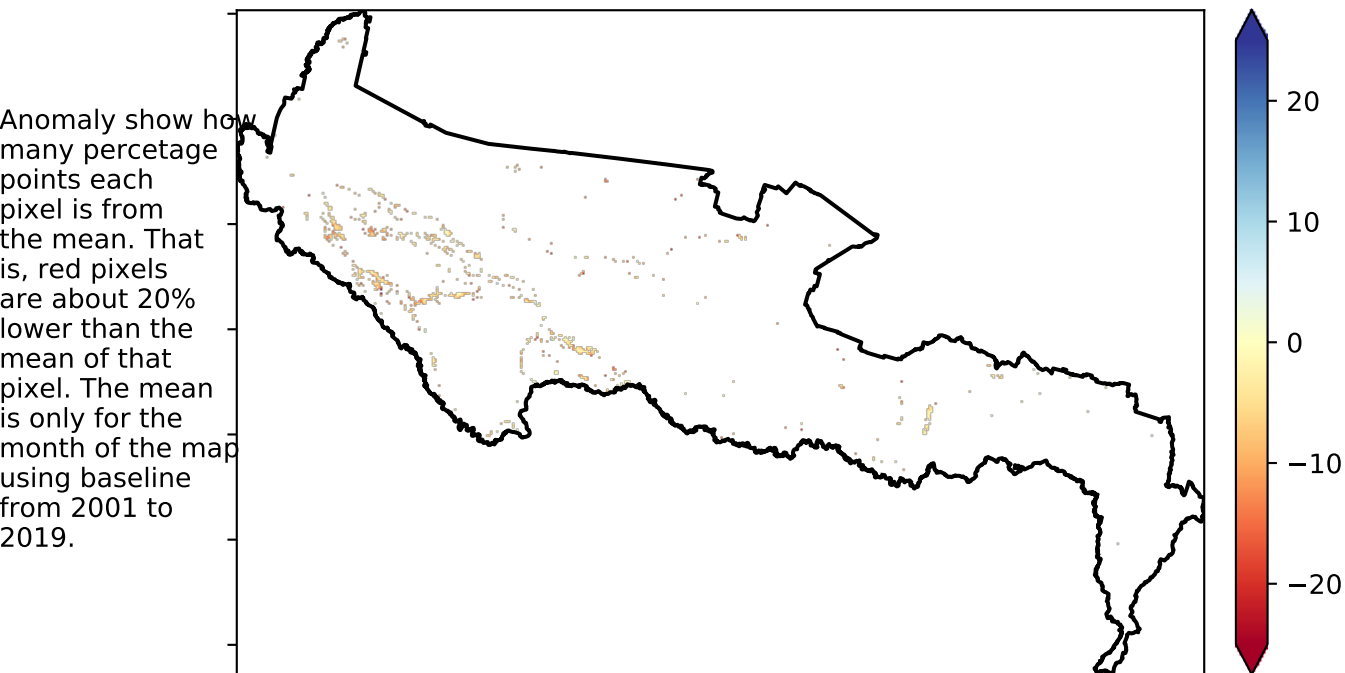 Anomaly show how
many percetage
points each
pixel is from
the mean. That
is, red pixels
are about 20%
lower than the
mean of that
pixel. The mean
is only for the
month of the map
using baseline
from 2001 to
2019.
20
10
0
−10
−20